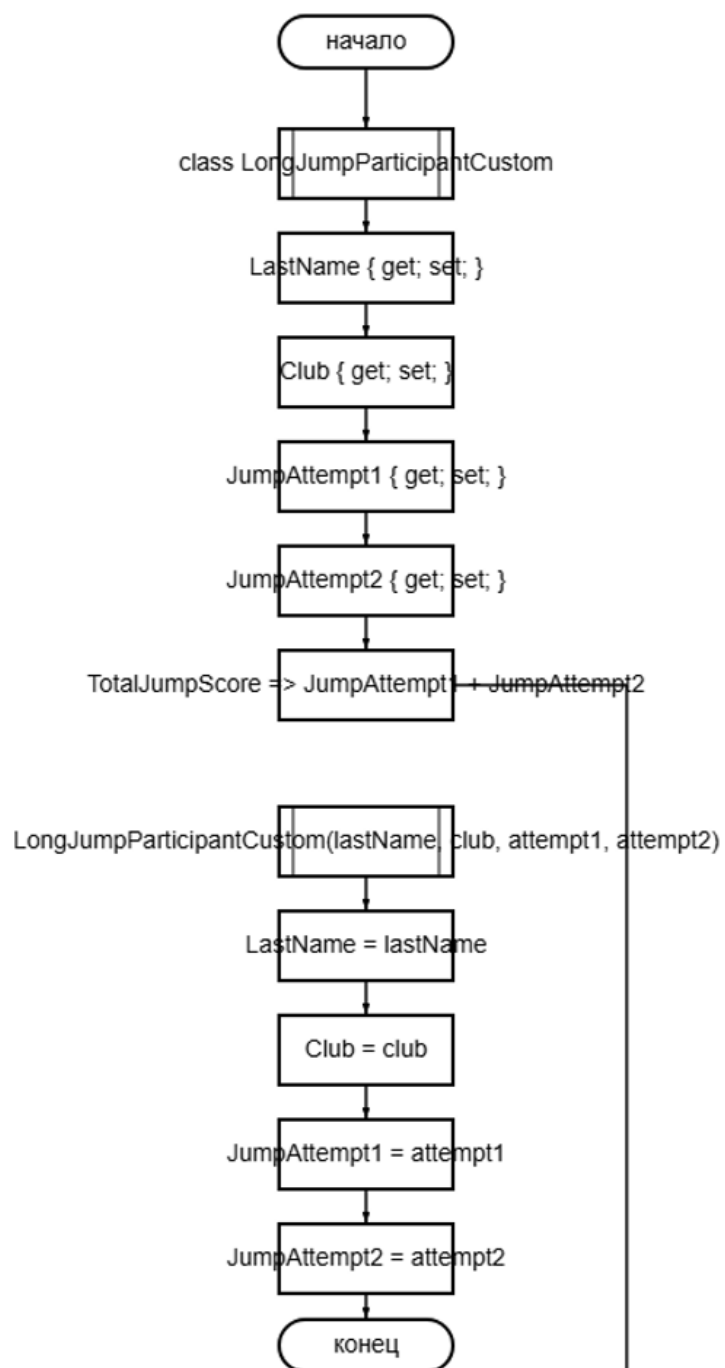 начало
class LongJumpParticipantCustom
LastName { get; set; }
Club { get; set; }
JumpAttempt1 { get; set; }
JumpAttempt2 { get; set; }
TotalJumpScore => JumpAttempt1 + JumpAttempt2
LongJumpParticipantCustom(lastName, club, attempt1, attempt2)
LastName = lastName
Club = club
JumpAttempt1 = attempt1
JumpAttempt2 = attempt2
конец